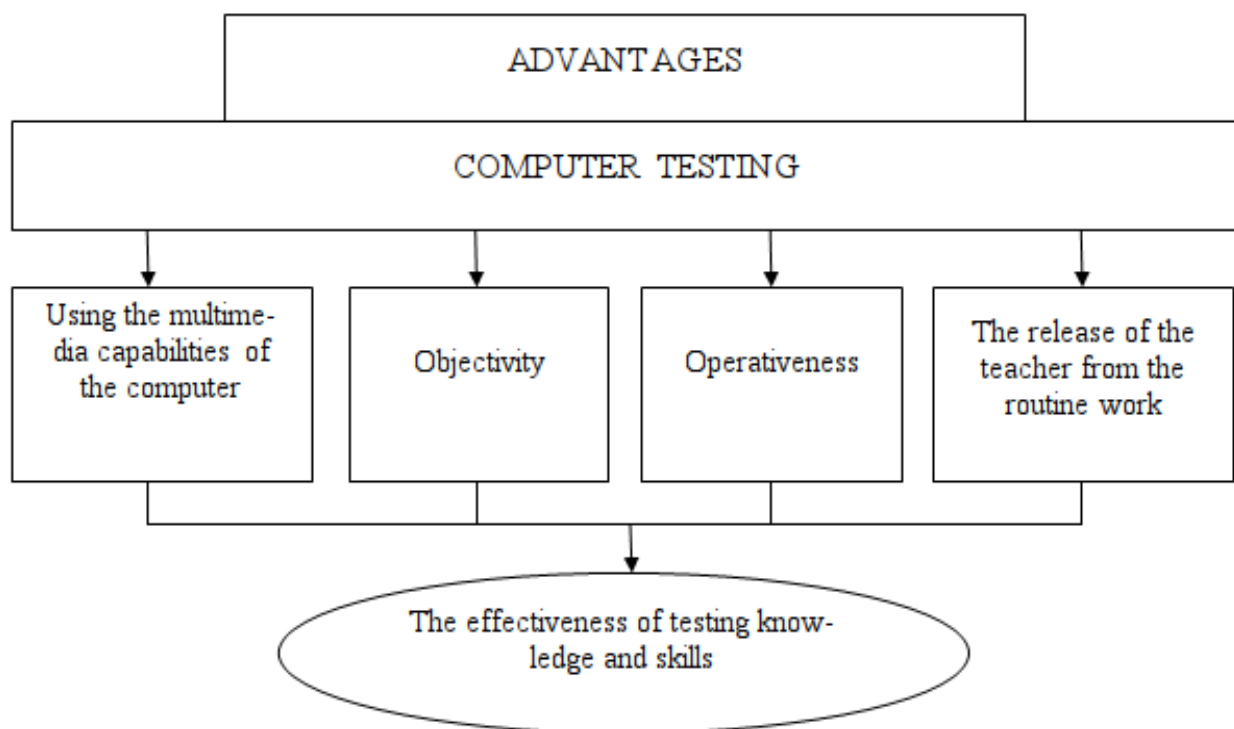 ADVANTAGES
COMPUTER TESTING
Using the multime-
dia capabilities of
the computer
Objectivity
Operativeness
The release of the
teacher from the
routine work
The effectiveness of testing know-
ledge and skills